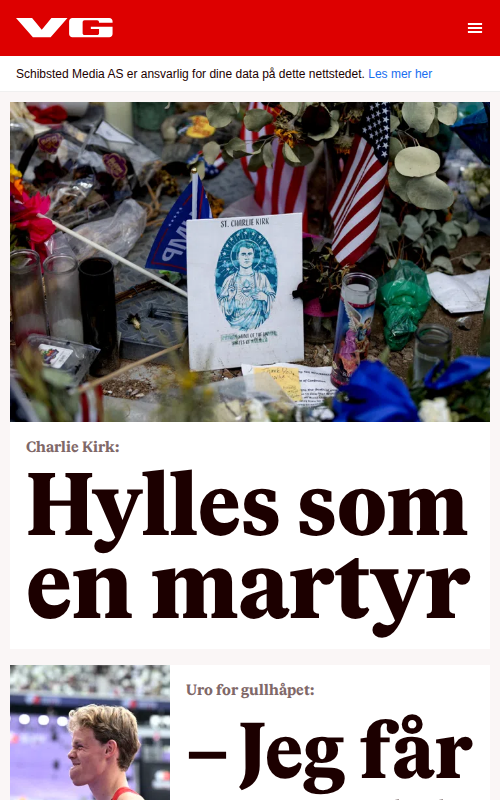 VG
Schibsted Media AS er ansvarlig for dine data på dette nettstedet. Les mer her
ST. CHARLIE KIRK
Charlie Kirk:
Hylles som
en martyr
Uro for gullhåpet:
– Jeg får